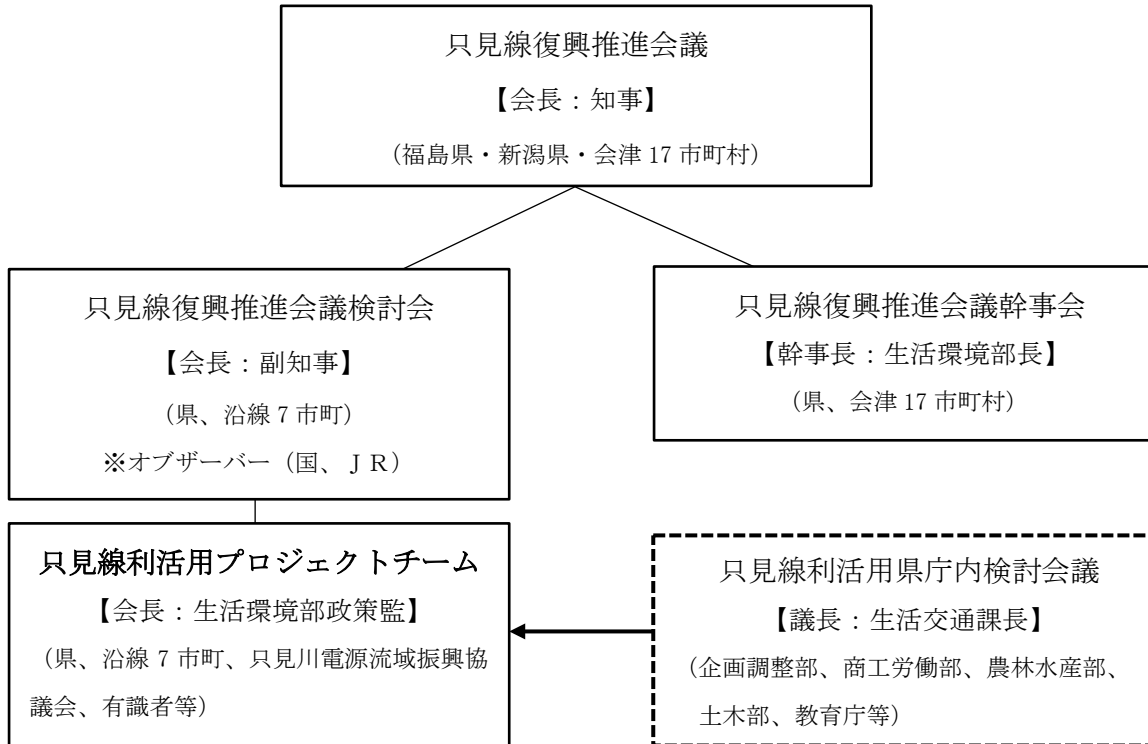 只見線復興推進会議
【会長：知事】
（福島県・新潟県・会津 17 市町村）
只見線復興推進会議検討会
【会長：副知事】
（県、沿線 7 市町）
※オブザーバー（国、ＪＲ）
只見線復興推進会議幹事会
【幹事長：生活環境部長】
（県、会津 17 市町村）
只見線利活用プロジェクトチーム
【会長：生活環境部政策監】
（県、沿線 7 市町、只見川電源流域振興協
議会、有識者等）
只見線利活用県庁内検討会議
【議長：生活交通課長】
（企画調整部、商工労働部、農林水産部、
土木部、教育庁等）